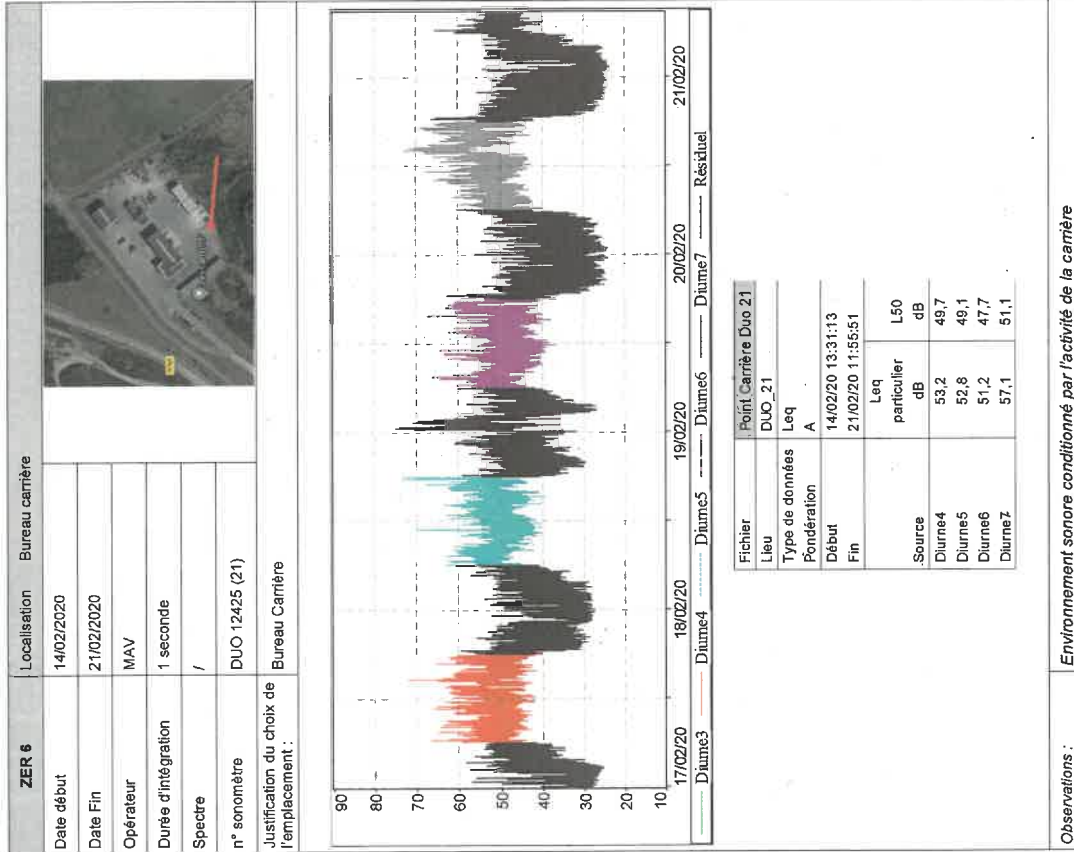 ZER 6 Localisation Bureau carrière
Date début 14/02/2020
Date Fin 21/02/2020
Opérateur MAV
Durée d'intégration 1 seconde
Spectre /
n° sonomètre DUO 12425 (21)
Justification du choix de l'emplacement : Bureau Carrière
90
80
70
60
50
40
30
20
10
17/02/20 18/02/20 19/02/20 20/02/20 21/02/20
Diurne3 Diurne4 Diurne5 Diurne6 Diurne7 Résiduel
Fichier Point Carrière Duo 21
Lieu DUO_21
Type de données Leq
Pondération A
Début 14/02/20 13:31:13
Fin 21/02/20 11:55:51
Leq
particulier L50
Source dB dB
Diurne4 53,2 49,7
Diurne5 52,8 49,1
Diurne6 51,2 47,7
Diurne7 57,1 51,1
Observations : Environnement sonore conditionné par l'activité de la carrière